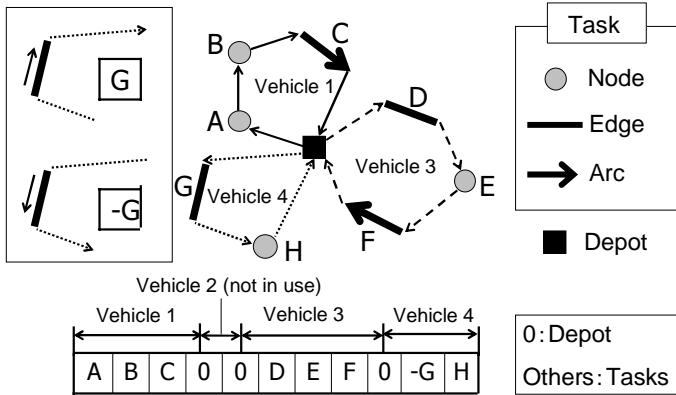 G
-G
B
C
Vehicle 1
A
D
Vehicle 3
E
F
G
Vehicle 4
H
Task
Node
Edge
Arc
Depot
Vehicle 2 (not in use)
Vehicle 1
Vehicle 3
Vehicle 4
A B C 0 0 D E F 0 -G H
0:Depot
Others:Tasks